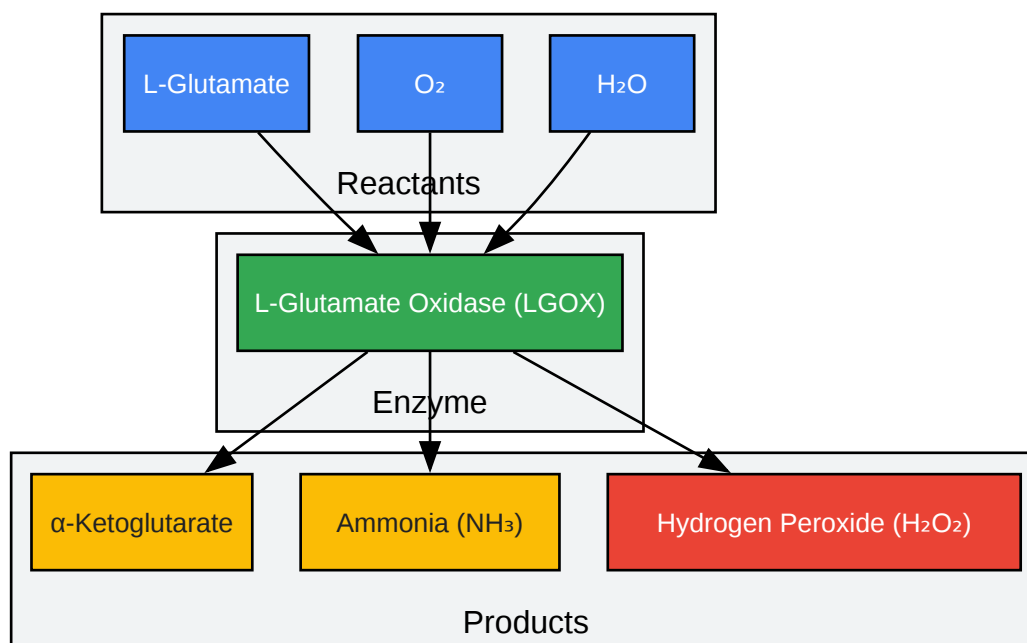 L-Glutamate
O₂
H₂O
Reactants
L-Glutamate Oxidase (LGOX)
Enzyme
α-Ketoglutarate
Ammonia (NH₃)
Hydrogen Peroxide (H₂O₂)
Products